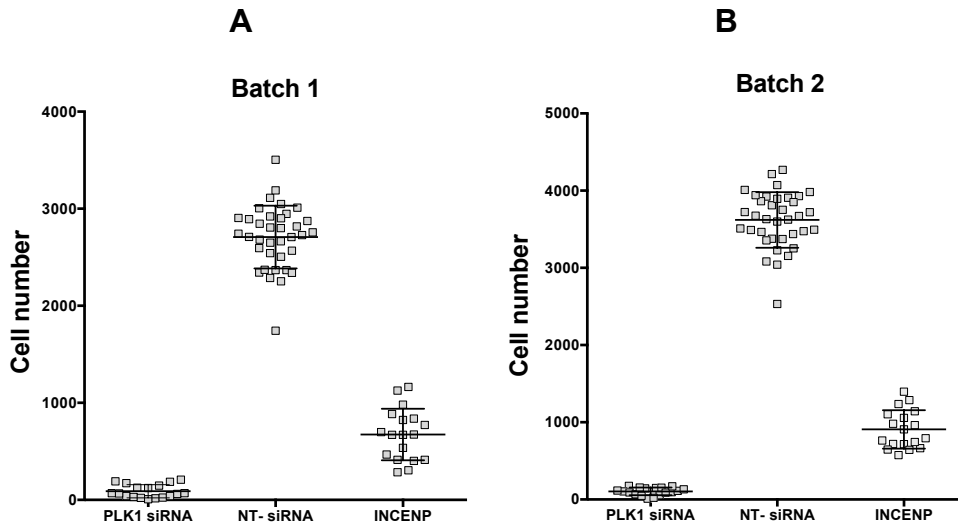 A
B
Batch 1
Batch 2
Cell number
4000
3000
2000
1000
0
PLK1 siRNA
NT- siRNA
INCENP
Cell number
5000
4000
3000
2000
1000
0
PLK1 siRNA
NT- siRNA
INCENP